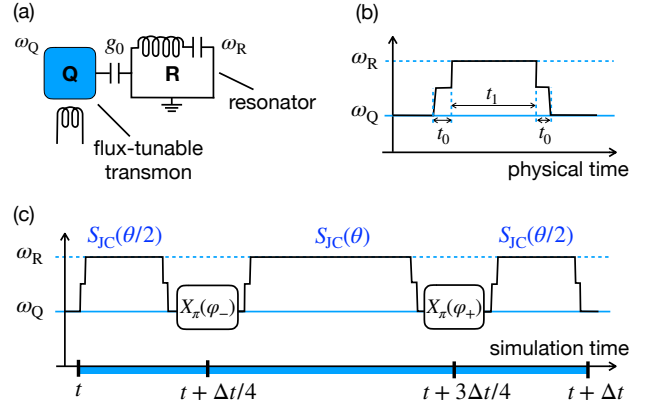 (a)
ω_Q
g_0
ω_R
Q
R
resonator
flux-tunable
transmon
(b)
ω_R
ω_Q
t_1
t_0
t_0
physical time
(c)
S_JC(θ/2)
S_JC(θ)
S_JC(θ/2)
ω_R
ω_Q
X_π(φ_−)
X_π(φ_+)
simulation time
t
t + Δt/4
t + 3Δt/4
t + Δt